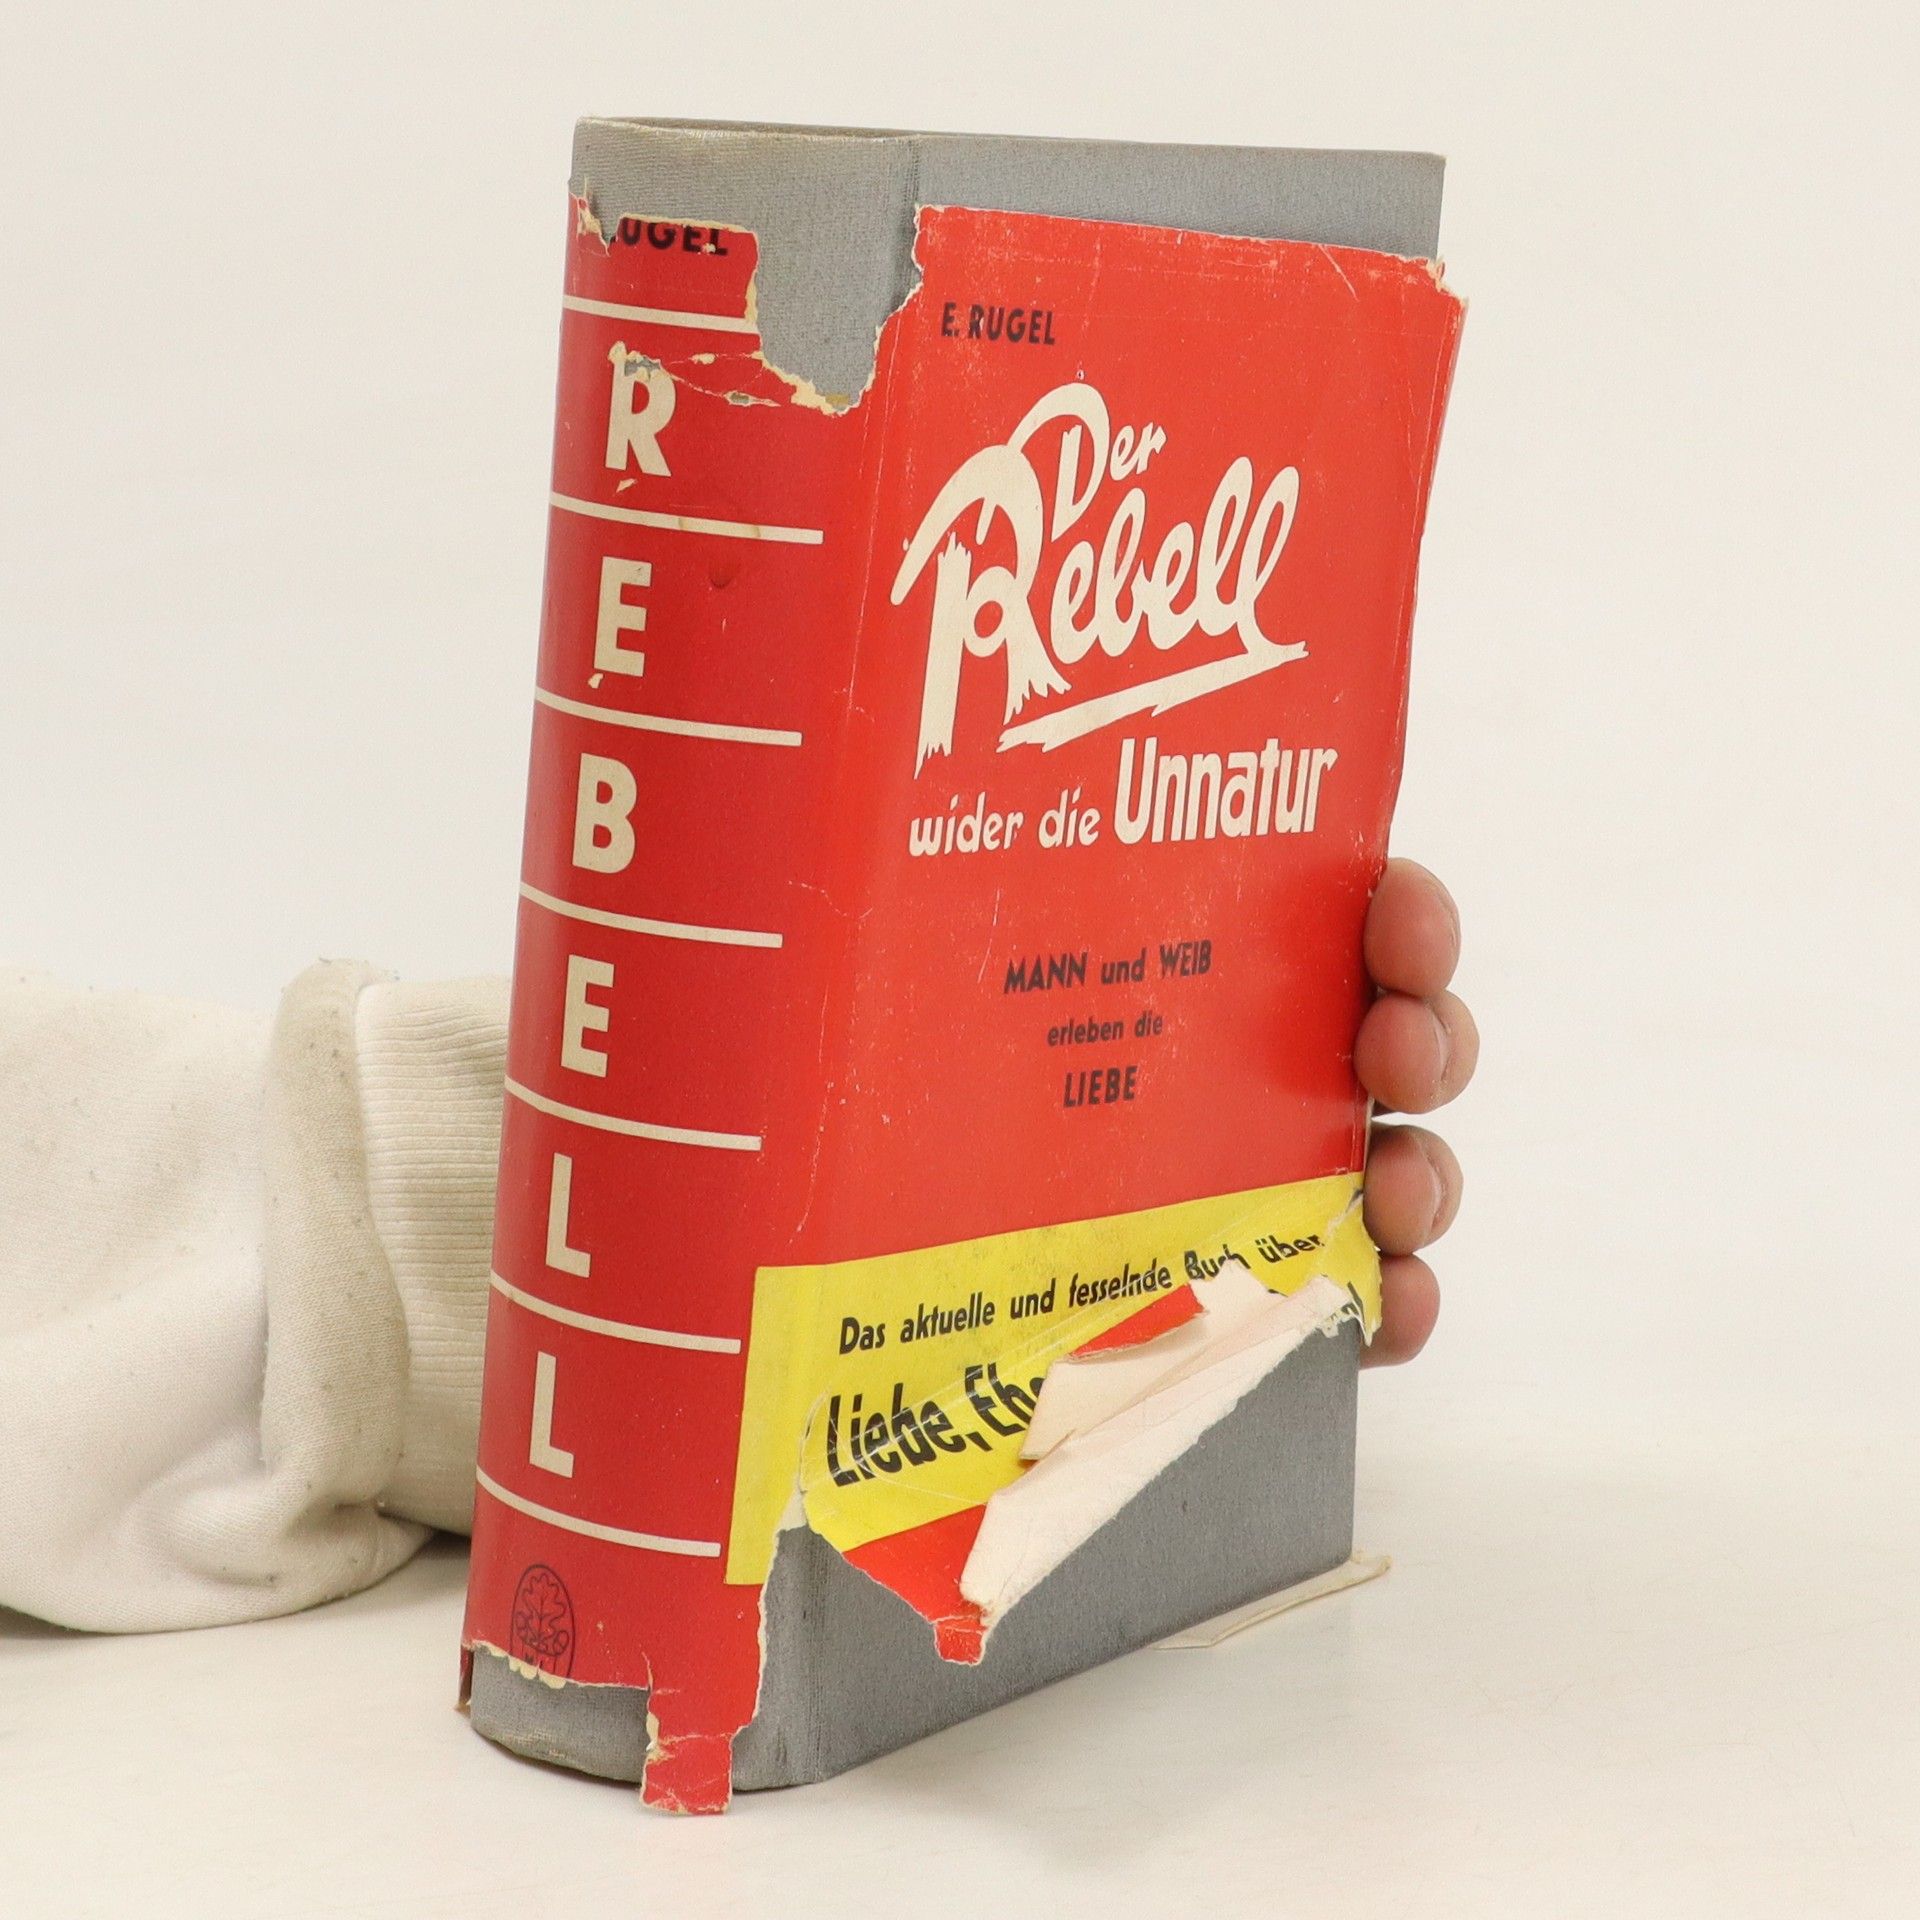 R
E
B
E
L
L
E. RUGEL
Der
Rebell
wider die Unnatur
MANN und WEIB
erleben die
LIEBE
Das aktuelle und fesselnde Buch über
Liebe,